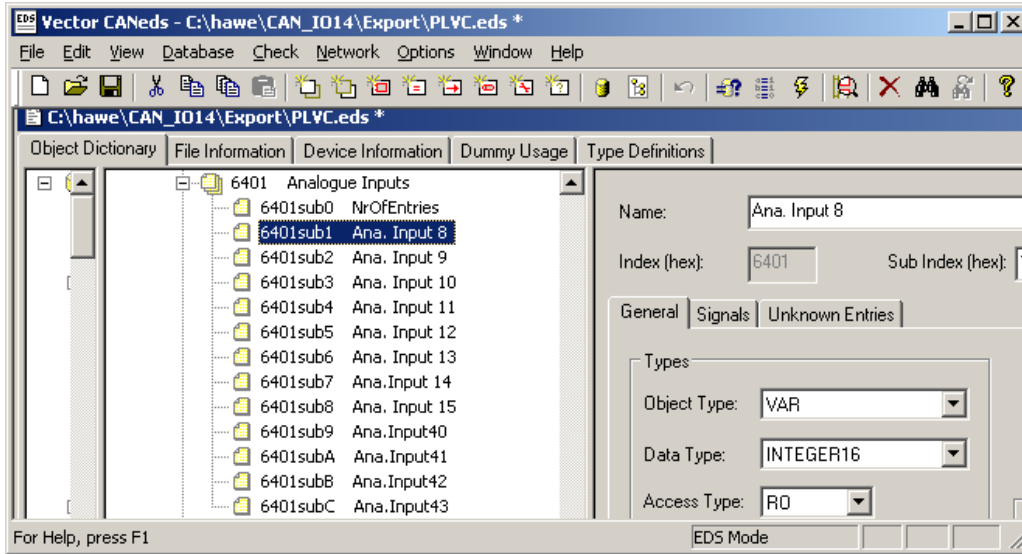 Vector CANeds - C:\hawe\CAN_IO14\Export\PLVC.eds *
File Edit View Database Check Network Options Window Help
C:\hawe\CAN_IO14\Export\PLVC.eds *
Object Dictionary File Information Device Information Dummy Usage Type Definitions
6401 Analogue Inputs
6401sub0 NrOfEntries
6401sub1 Ana. Input 8
6401sub2 Ana. Input 9
6401sub3 Ana. Input 10
6401sub4 Ana. Input 11
6401sub5 Ana. Input 12
6401sub6 Ana. Input 13
6401sub7 Ana.Input 14
6401sub8 Ana. Input 15
6401sub9 Ana.Input40
6401subA Ana.Input41
6401subB Ana.Input42
6401subC Ana.Input43
Name: Ana. Input 8
Index (hex): 6401 Sub Index (hex):
General Signals Unknown Entries
Types
Object Type: VAR
Data Type: INTEGER16
Access Type: RO
For Help, press F1 EDS Mode